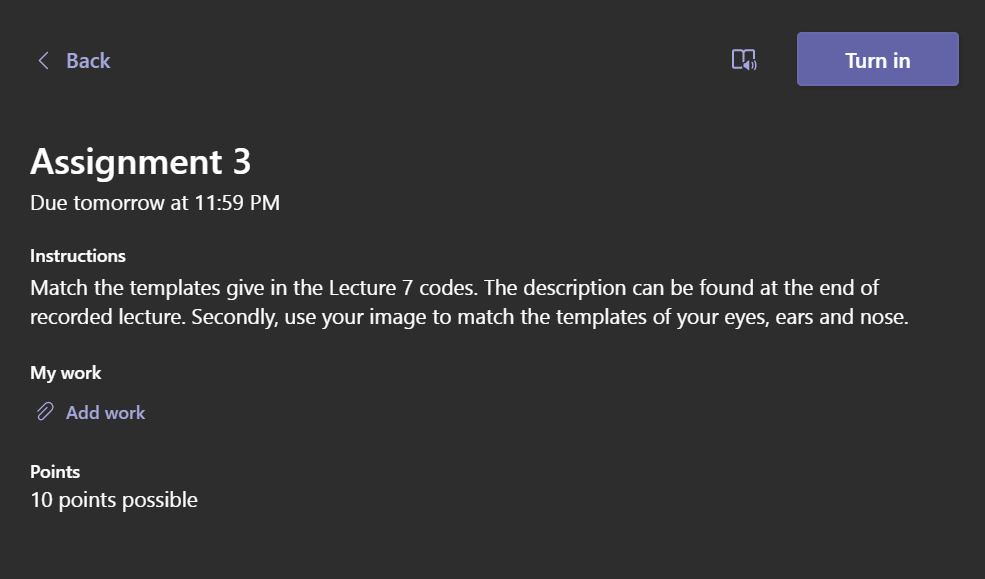 Back
Turn in
Assignment 3
Due tomorrow at 11:59 PM
Instructions
Match the templates give in the Lecture 7 codes. The description can be found at the end of
recorded lecture. Secondly, use your image to match the templates of your eyes, ears and nose.
My work
Add work
Points
10 points possible